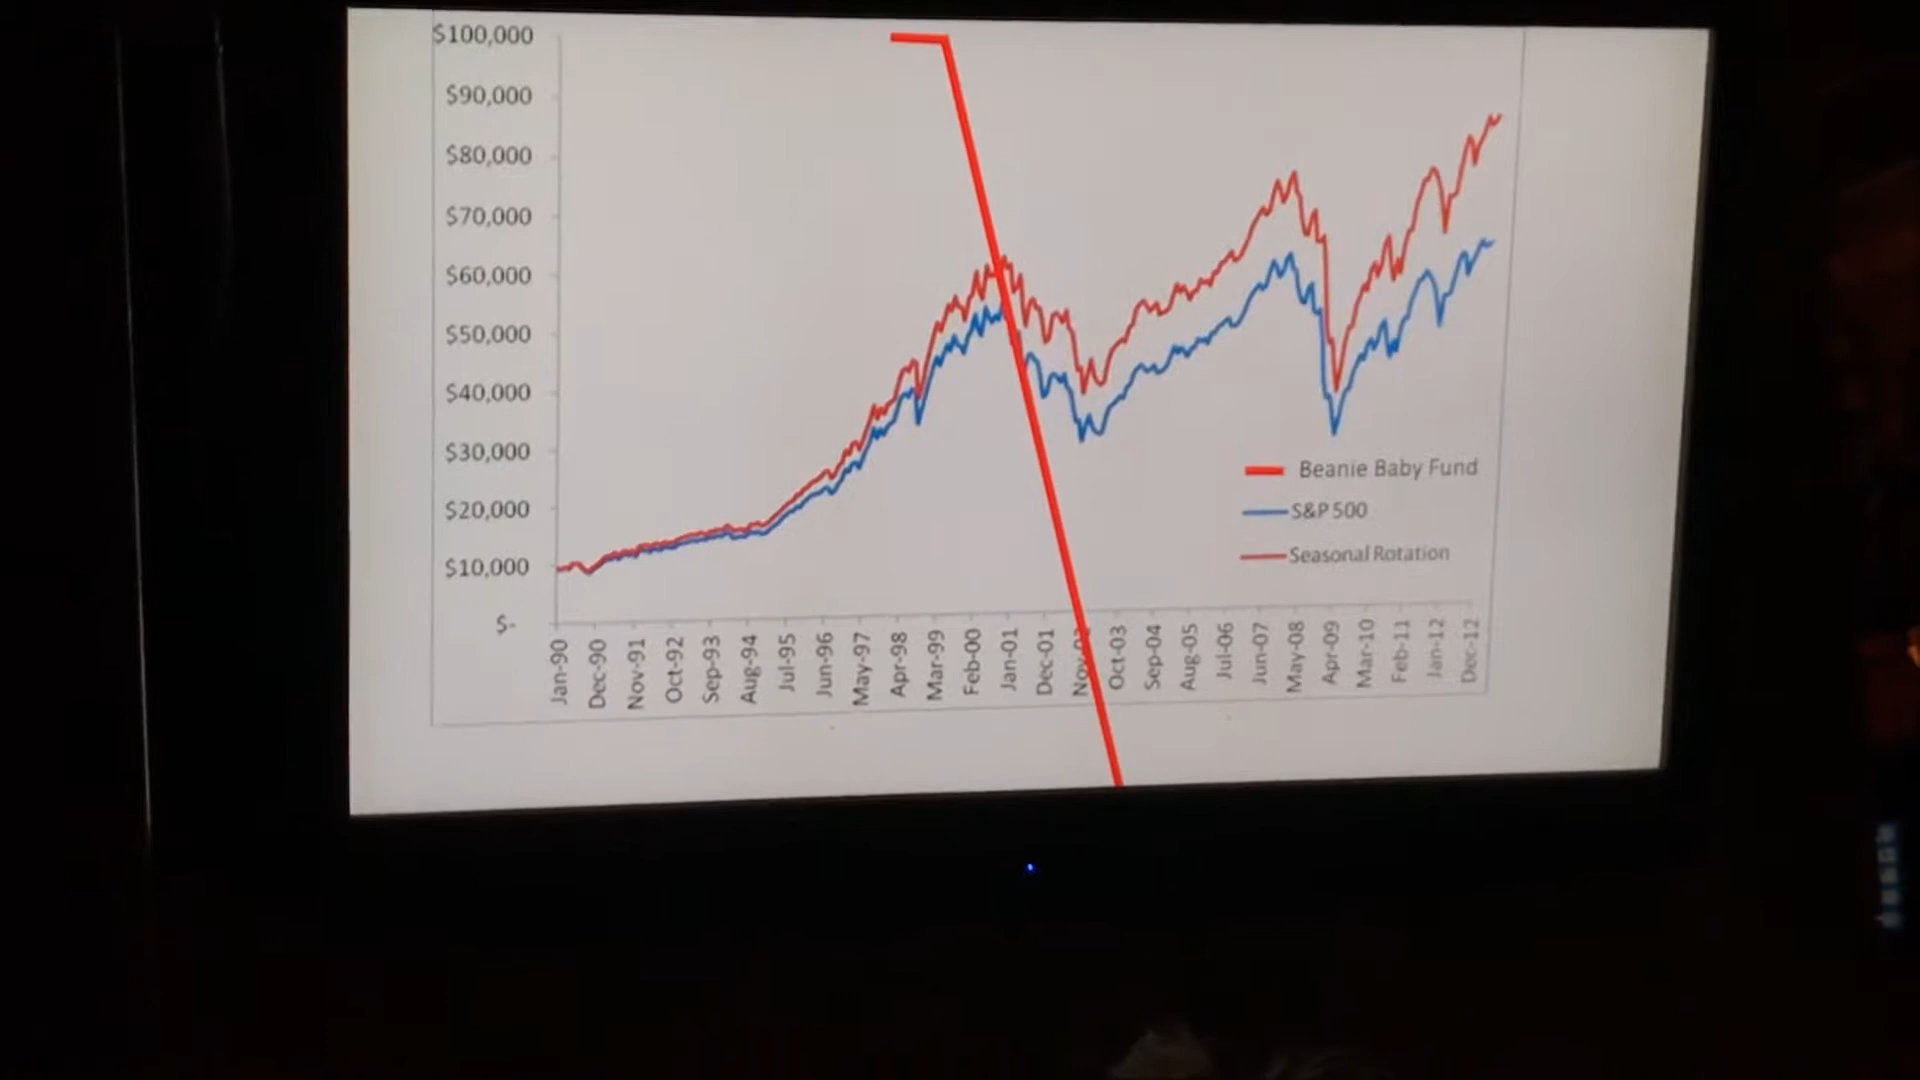 $100,000
$90,000
$80,000
$70,000
$60,000
$50,000
$40,000
$30,000
$20,000
$10,000
$-
Jan-90
Dec-90
Nov-91
Oct-92
Sep-93
Aug-94
Jul-95
Jun-96
May-97
Apr-98
Mar-99
Feb-00
Jan-01
Dec-01
Nov-02
Oct-03
Sep-04
Aug-05
Jul-06
Jun-07
May-08
Apr-09
Mar-10
Feb-11
Jan-12
Dec-12
Beanie Baby Fund
S&P 500
Seasonal Rotation